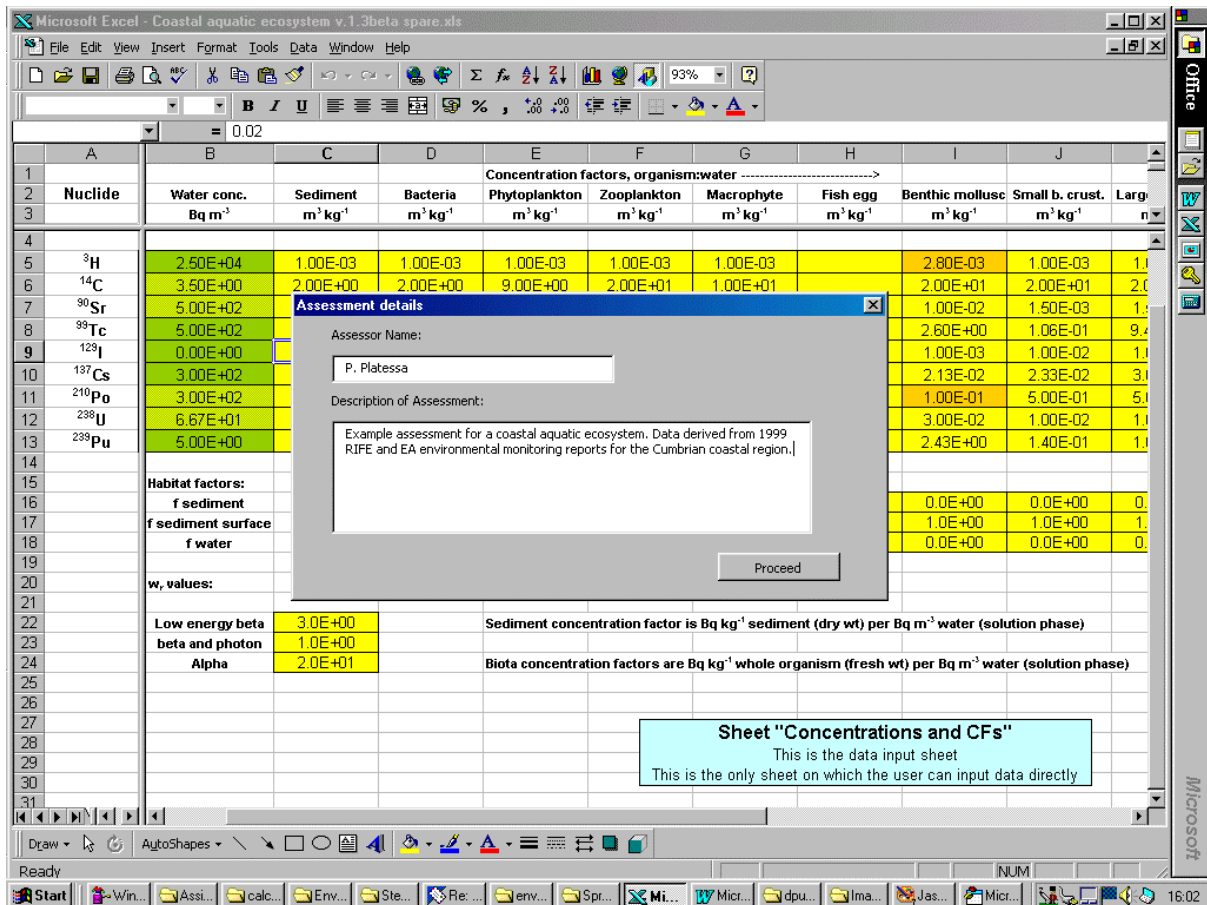 Microsoft Excel - Coastal aquatic ecosystem v.1.3beta spare.xls
File Edit View Insert Format Tools Data Window Help
93%
B I U
= 0.02
A B C D E F G H I J
1 Concentration factors, organism:water ---------------------------->
2 Nuclide Water conc. Sediment Bacteria Phytoplankton Zooplankton Macrophyte Fish egg Benthic mollusc Small b. crust. Larg
3 Bq m⁻³ m³ kg⁻¹ m³ kg⁻¹ m³ kg⁻¹ m³ kg⁻¹ m³ kg⁻¹ m³ kg⁻¹ m³ kg⁻¹ m³ kg⁻¹
4
5 ³H 2.50E+04 1.00E-03 1.00E-03 1.00E-03 1.00E-03 1.00E-03 2.80E-03 1.00E-03
6 ¹⁴C 3.50E+00 2.00E+00 2.00E+00 9.00E+00 2.00E+01 1.00E+01 2.00E+01 2.00E+01
7 ⁹⁰Sr 5.00E+02 1.00E-02 1.50E-03
8 ⁹⁹Tc 5.00E+02 2.60E+00 1.06E-01
9 ¹²⁹I 0.00E+00 1.00E-03 1.00E-02
10 ¹³⁷Cs 3.00E+02 2.13E-02 2.33E-02
11 ²¹⁰Po 3.00E+02 1.00E-01 5.00E-01
12 ²³⁸U 6.67E+01 3.00E-02 1.00E-02
13 ²³⁹Pu 5.00E+00 2.43E+00 1.40E-01
14
15 Habitat factors:
16 f sediment 0.0E+00 0.0E+00
17 f sediment surface 1.0E+00 1.0E+00
18 f water 0.0E+00 0.0E+00
19
20 wᵣ values:
21
22 Low energy beta 3.0E+00 Sediment concentration factor is Bq kg⁻¹ sediment (dry wt) per Bq m⁻³ water (solution phase)
23 beta and photon 1.0E+00
24 Alpha 2.0E+01 Biota concentration factors are Bq kg⁻¹ whole organism (fresh wt) per Bq m⁻³ water (solution phase)
25
26
27
28
29
30
31
Assessment details
Assessor Name:
P. Platessa
Description of Assessment:
Example assessment for a coastal aquatic ecosystem. Data derived from 1999
RIFE and EA environmental monitoring reports for the Cumbrian coastal region.
Proceed
Sheet "Concentrations and CFs"
This is the data input sheet
This is the only sheet on which the user can input data directly
Draw AutoShapes
Ready NUM
Start Win... Assi... calc... Env... Ste... Re: ... env... Spr... Mi... Micr... dpu... Ima... Jas... Micr... 16:02
Office
Microsoft